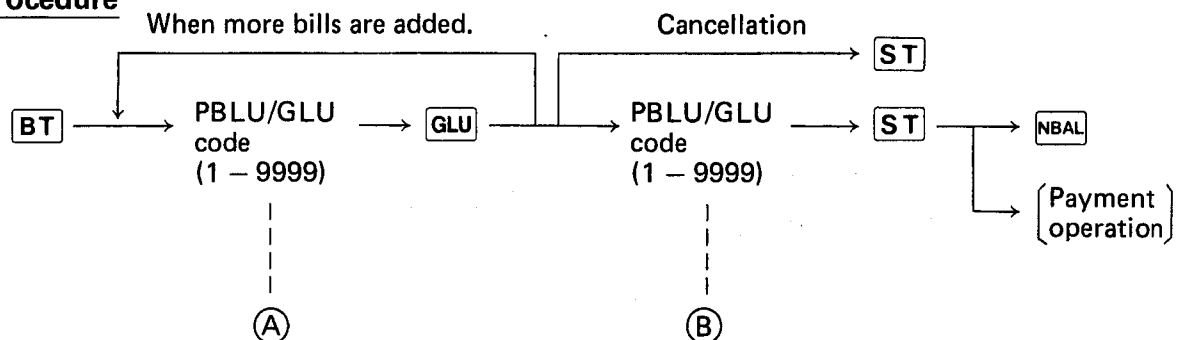 ocedure
When more bills are added.
Cancellation
ST
BT
PBLU/GLU
code
(1 – 9999)
GLU
PBLU/GLU
code
(1 – 9999)
ST
NBAL
(Payment
operation)
A
B